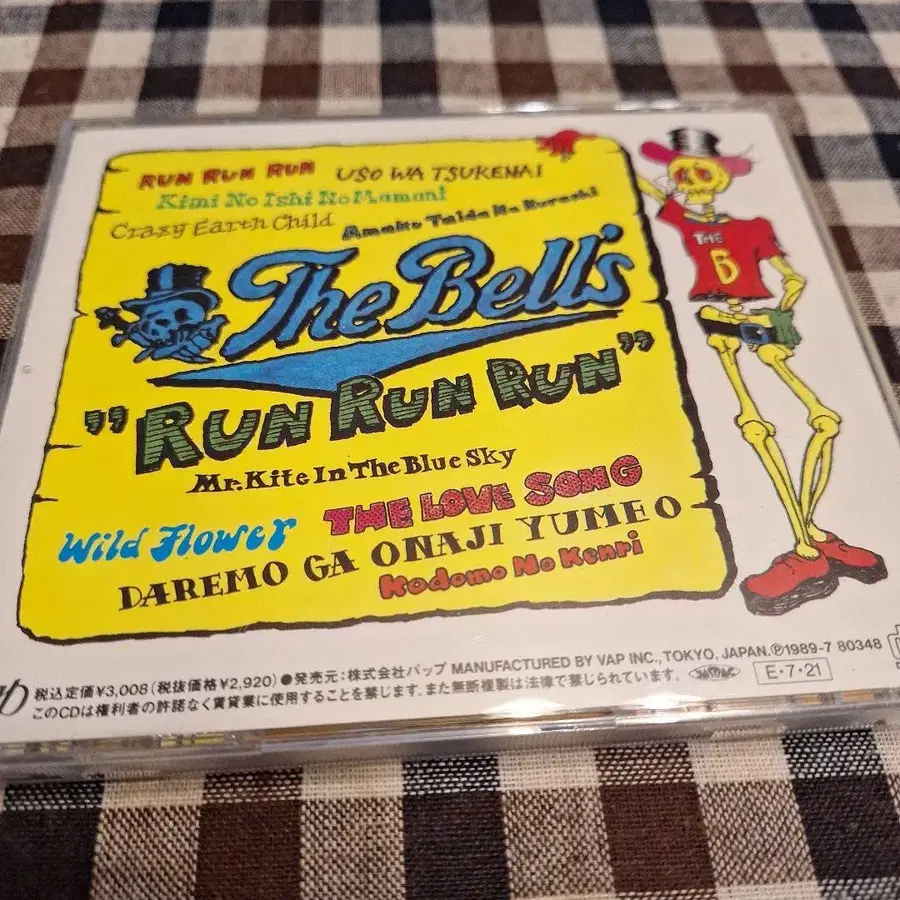 RUN RUN RUN USO WA TSUKENAI
Kimi No Ishi No Mamani
Crazy Earth Child Amaku Taida Na Kurashi
The Bell's
"RUN RUN RUN"
Mr. Kite In The Blue Sky
Wild Flower THE LOVE SONG
DAREMO GA ONAJI YUME O
Kodomo No Kenri
THE
B
税込定価¥3,008(税抜価格¥2,920)●発売元:株式会社バップ MANUFACTURED BY VAP INC., TOKYO, JAPAN.Ⓟ1989-7 80348
このCDは権利者の許諾なく賃貸業に使用することを禁じます。また無断複製は法律で禁じられています。 JASRAC E・7・21